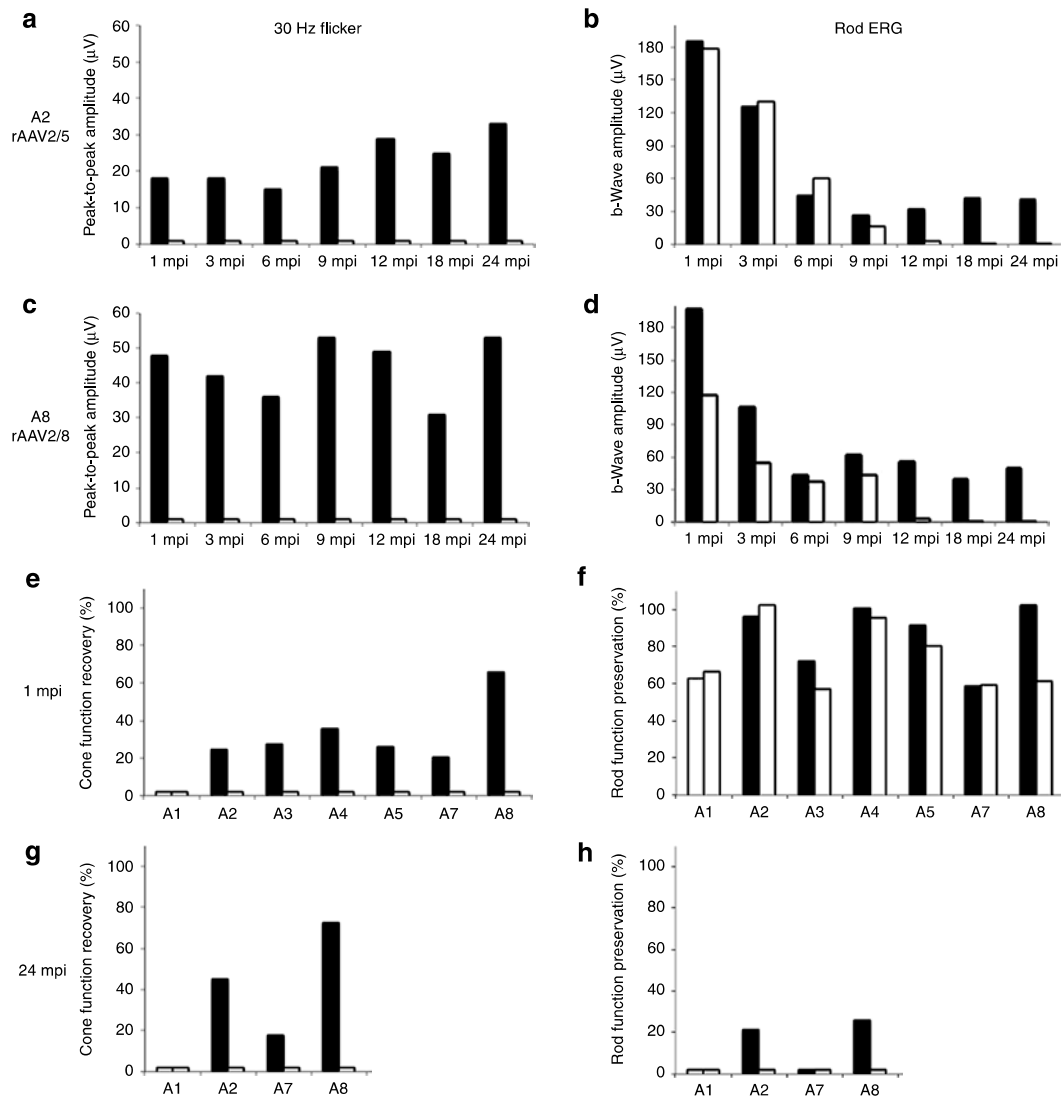 a
30 Hz flicker
A2
rAAV2/5
Peak-to-peak amplitude (μV)
60
50
40
30
20
10
0
1 mpi 3 mpi 6 mpi 9 mpi 12 mpi 18 mpi 24 mpi
b
Rod ERG
b-Wave amplitude (μV)
180
150
120
90
60
30
0
1 mpi 3 mpi 6 mpi 9 mpi 12 mpi 18 mpi 24 mpi
c
A8
rAAV2/8
Peak-to-peak amplitude (μV)
60
50
40
30
20
10
0
1 mpi 3 mpi 6 mpi 9 mpi 12 mpi 18 mpi 24 mpi
d
b-Wave amplitude (μV)
180
150
120
90
60
30
0
1 mpi 3 mpi 6 mpi 9 mpi 12 mpi 18 mpi 24 mpi
e
1 mpi
Cone function recovery (%)
100
80
60
40
20
0
A1 A2 A3 A4 A5 A7 A8
f
Rod function preservation (%)
100
80
60
40
20
0
A1 A2 A3 A4 A5 A7 A8
g
24 mpi
Cone function recovery (%)
100
80
60
40
20
0
A1 A2 A7 A8
h
Rod function preservation (%)
100
80
60
40
20
0
A1 A2 A7 A8